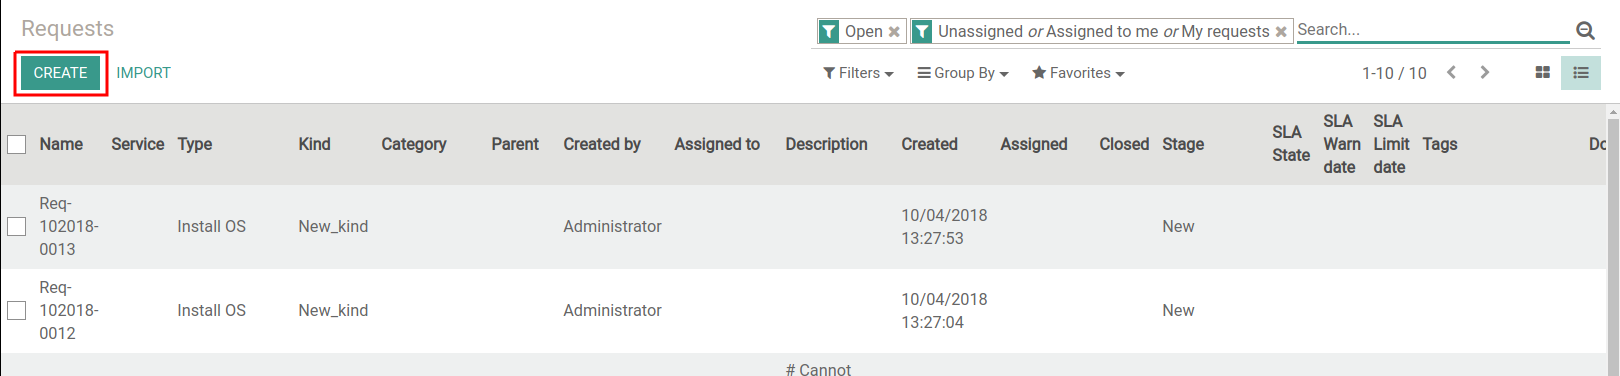 Requests
Open Unassigned or Assigned to me or My requests Search...
CREATE IMPORT Filters Group By Favorites 1-10 / 10
Name Service Type Kind Category Parent Created by Assigned to Description Created Assigned Closed Stage SLA State SLA Warn date SLA Limit date Tags Do
Req-
102018-
0013
Install OS New_kind Administrator 10/04/2018
13:27:53
New
Req-
102018-
0012
Install OS New_kind Administrator 10/04/2018
13:27:04
New
# Cannot